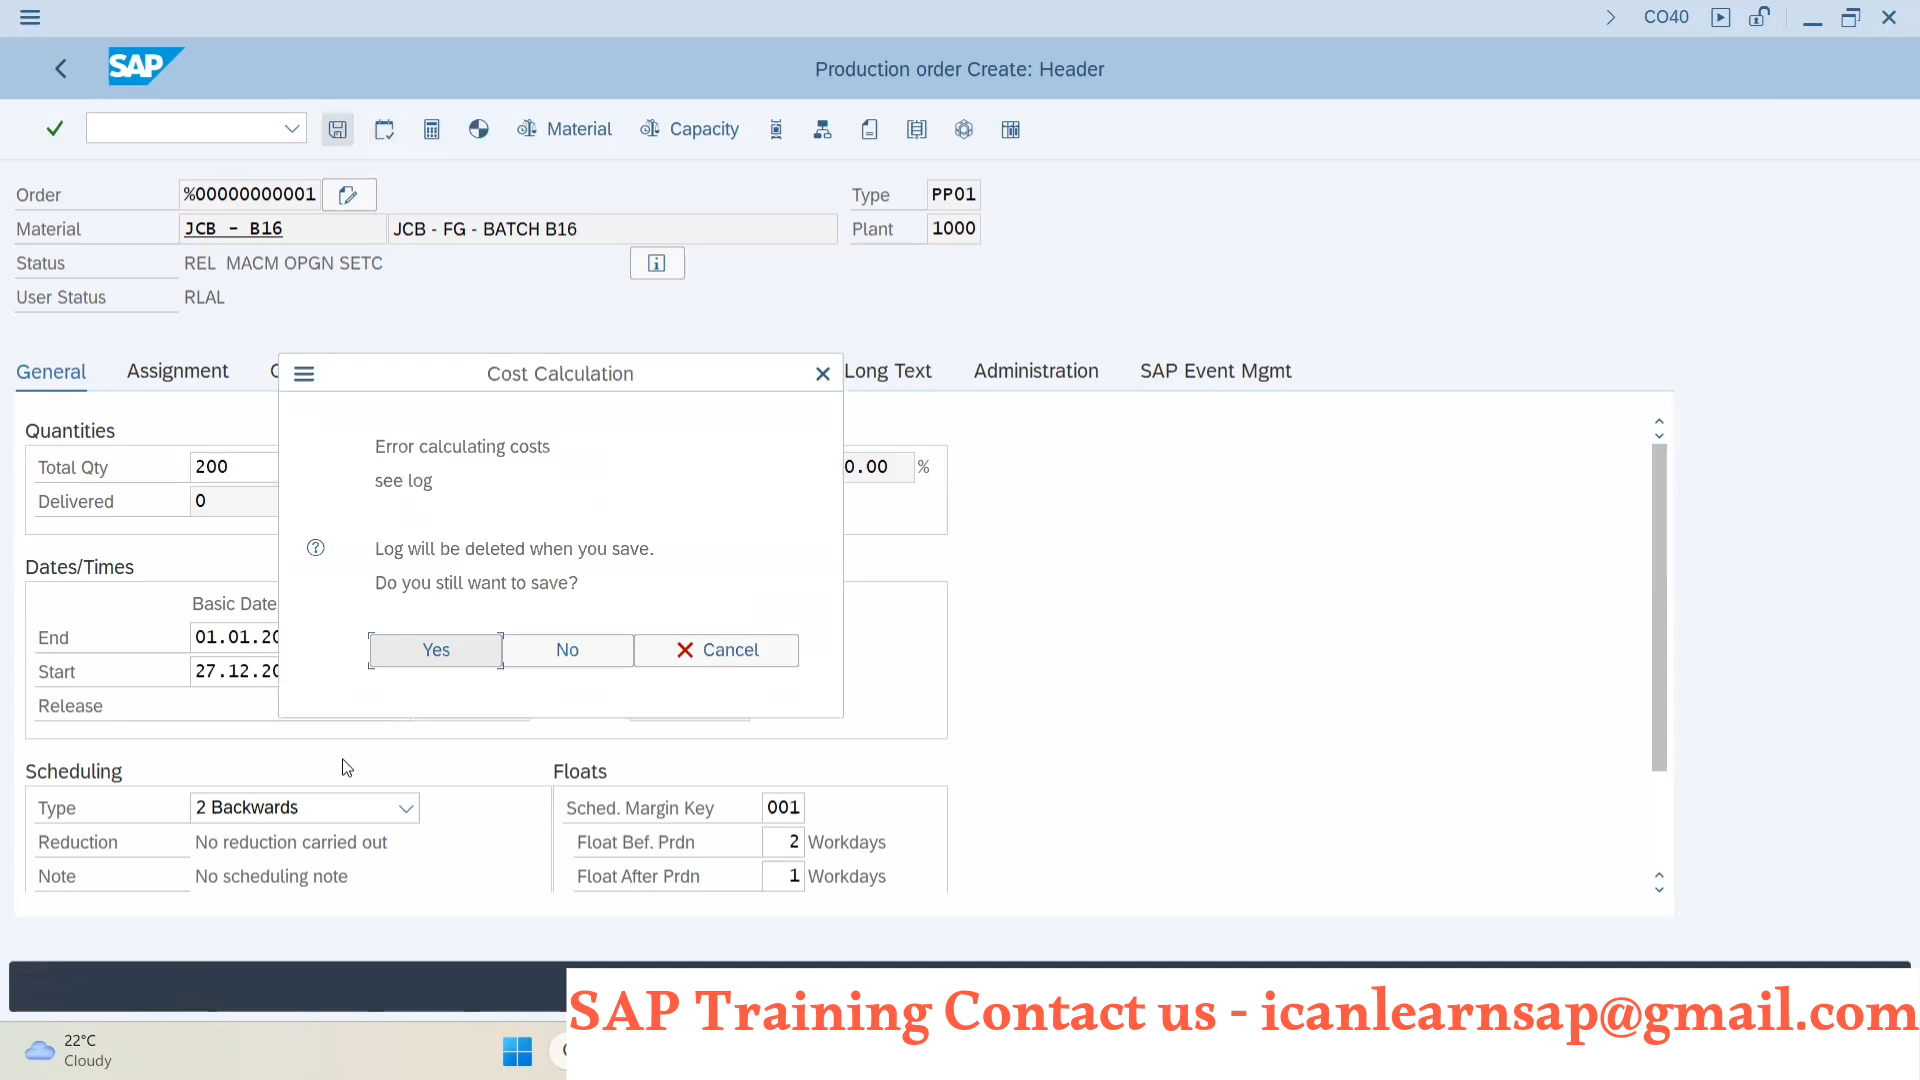 CO40
SAP
Production order Create: Header
Material
Capacity
Order %00000000001 Type PP01
Material JCB - B16 JCB - FG - BATCH B16 Plant 1000
Status REL MACM OPGN SETC
User Status RLAL
General Assignment Long Text Administration SAP Event Mgmt
Cost Calculation
Error calculating costs
see log
Log will be deleted when you save.
Do you still want to save?
Yes No Cancel
Quantities
Total Qty 200 0.00 %
Delivered 0
Dates/Times
Basic Date
End 01.01.20
Start 27.12.20
Release
Scheduling
Type 2 Backwards
Reduction No reduction carried out
Note No scheduling note
Floats
Sched. Margin Key 001
Float Bef. Prdn 2 Workdays
Float After Prdn 1 Workdays
SAP Training Contact us - icanlearnsap@gmail.com
22°C
Cloudy